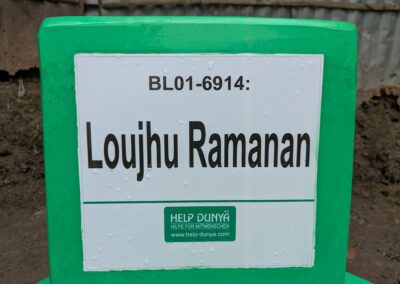 BL01-6914:
Loujhu Ramanan
HELP DUNYA
HILFE FÜR MITMENSCHEN
www.help-dunya.com